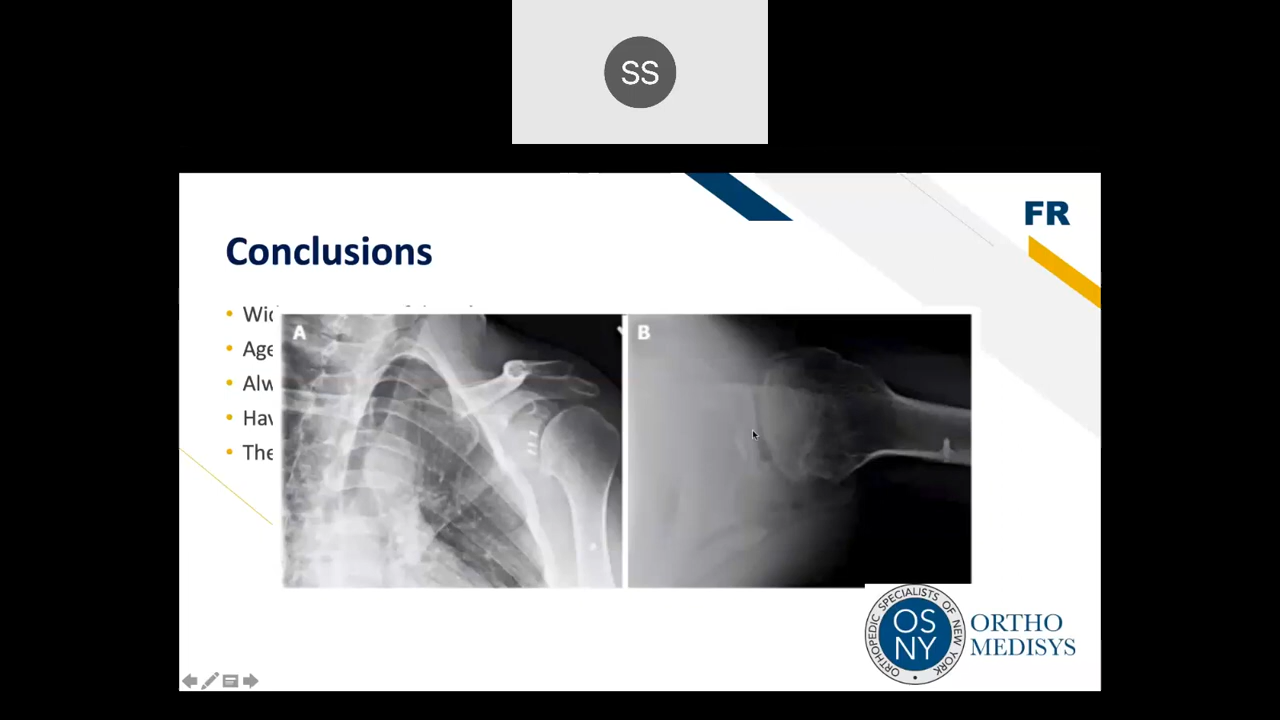 SS
FR
Conclusions
• Wid
• Age
• Alw
• Hav
• The
A
B
ORTHOPEDIC SPECIALISTS OF NEW YORK
OS
NY
ORTHO
MEDISYS